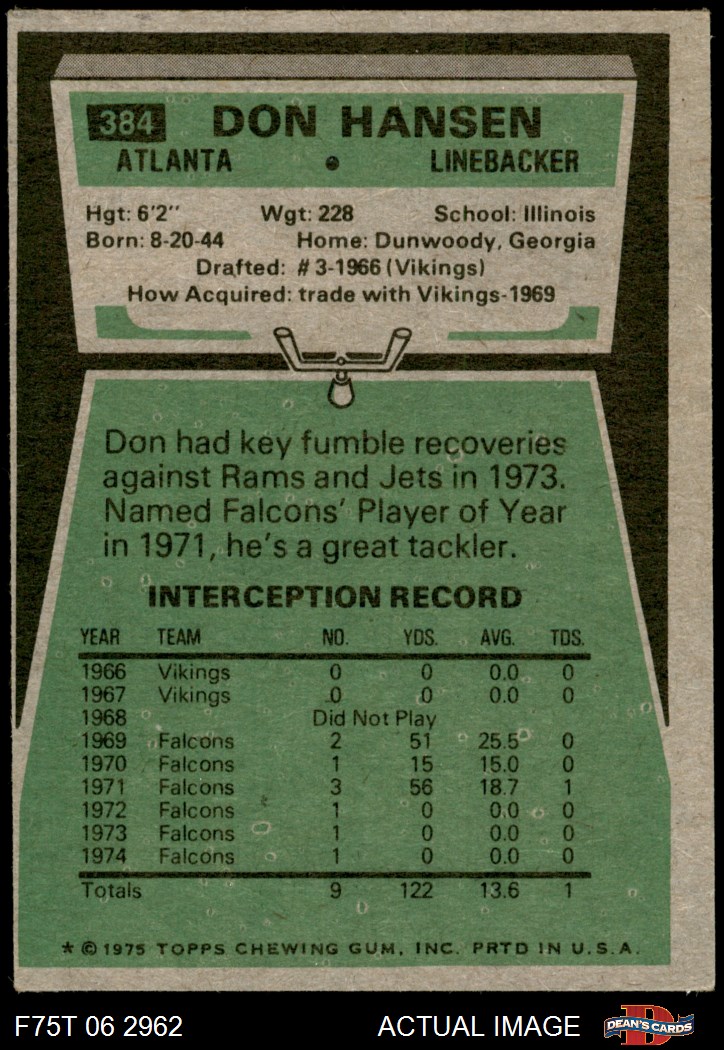 384 DON HANSEN
ATLANTA • LINEBACKER
Hgt: 6'2" Wgt: 228 School: Illinois
Born: 8-20-44 Home: Dunwoody, Georgia
Drafted: #3-1966 (Vikings)
How Acquired: trade with Vikings-1969
Don had key fumble recoveries
against Rams and Jets in 1973.
Named Falcons' Player of Year
in 1971, he's a great tackler.
INTERCEPTION RECORD
YEAR TEAM NO. YDS. AVG. TDS.
1966 Vikings 0 0 0.0 0
1967 Vikings 0 0 0.0 0
1968 Did Not Play
1969 Falcons 2 51 25.5 0
1970 Falcons 1 15 15.0 0
1971 Falcons 3 56 18.7 1
1972 Falcons 1 0 0.0 0
1973 Falcons 1 0 0.0 0
1974 Falcons 1 0 0.0 0
Totals 9 122 13.6 1
* © 1975 TOPPS CHEWING GUM, INC. PRTD IN U.S.A.
F75T 06 2962 ACTUAL IMAGE D DEAN'S CARDS